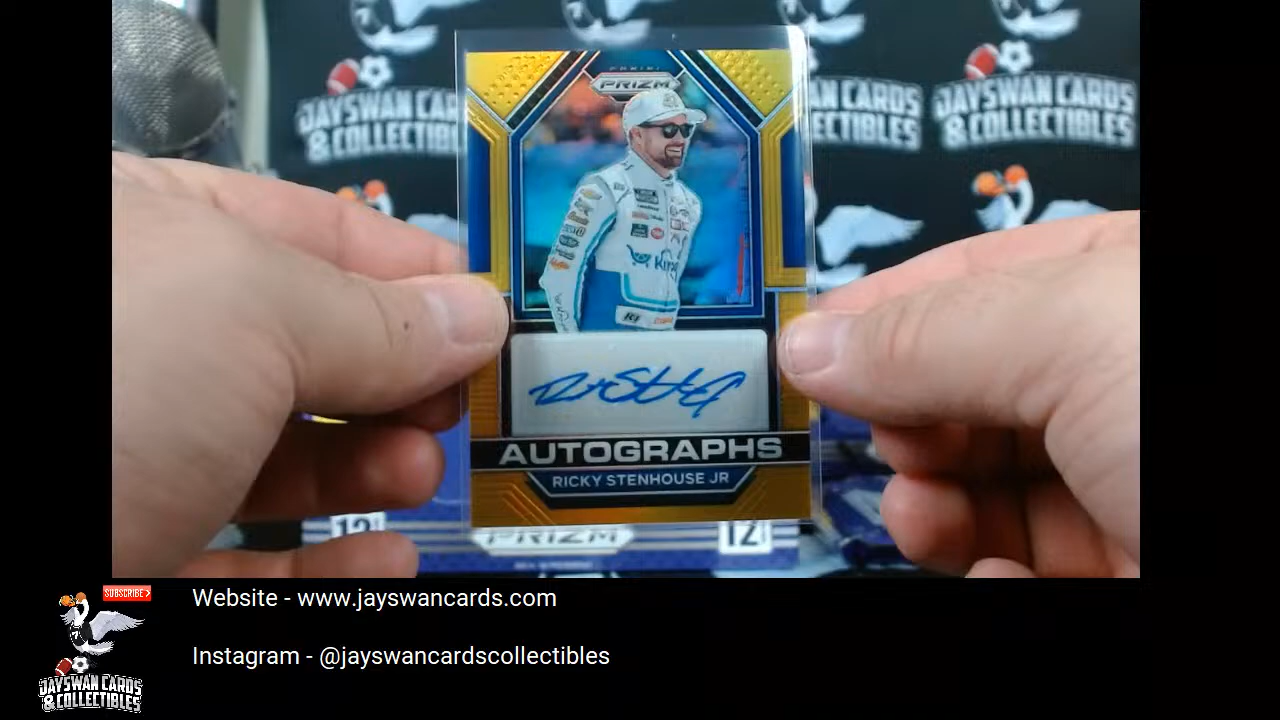 JAYSWAN CARDS
& COLLECTIBLES
JAYSWAN CARDS
& COLLECTIBLES
PANINI
PRIZM
AUTOGRAPHS
RICKY STENHOUSE JR
12
PRIZM
12
SUBSCRIBE
Website - www.jayswancards.com
Instagram - @jayswancardscollectibles
JAYSWAN CARDS
& COLLECTIBLES